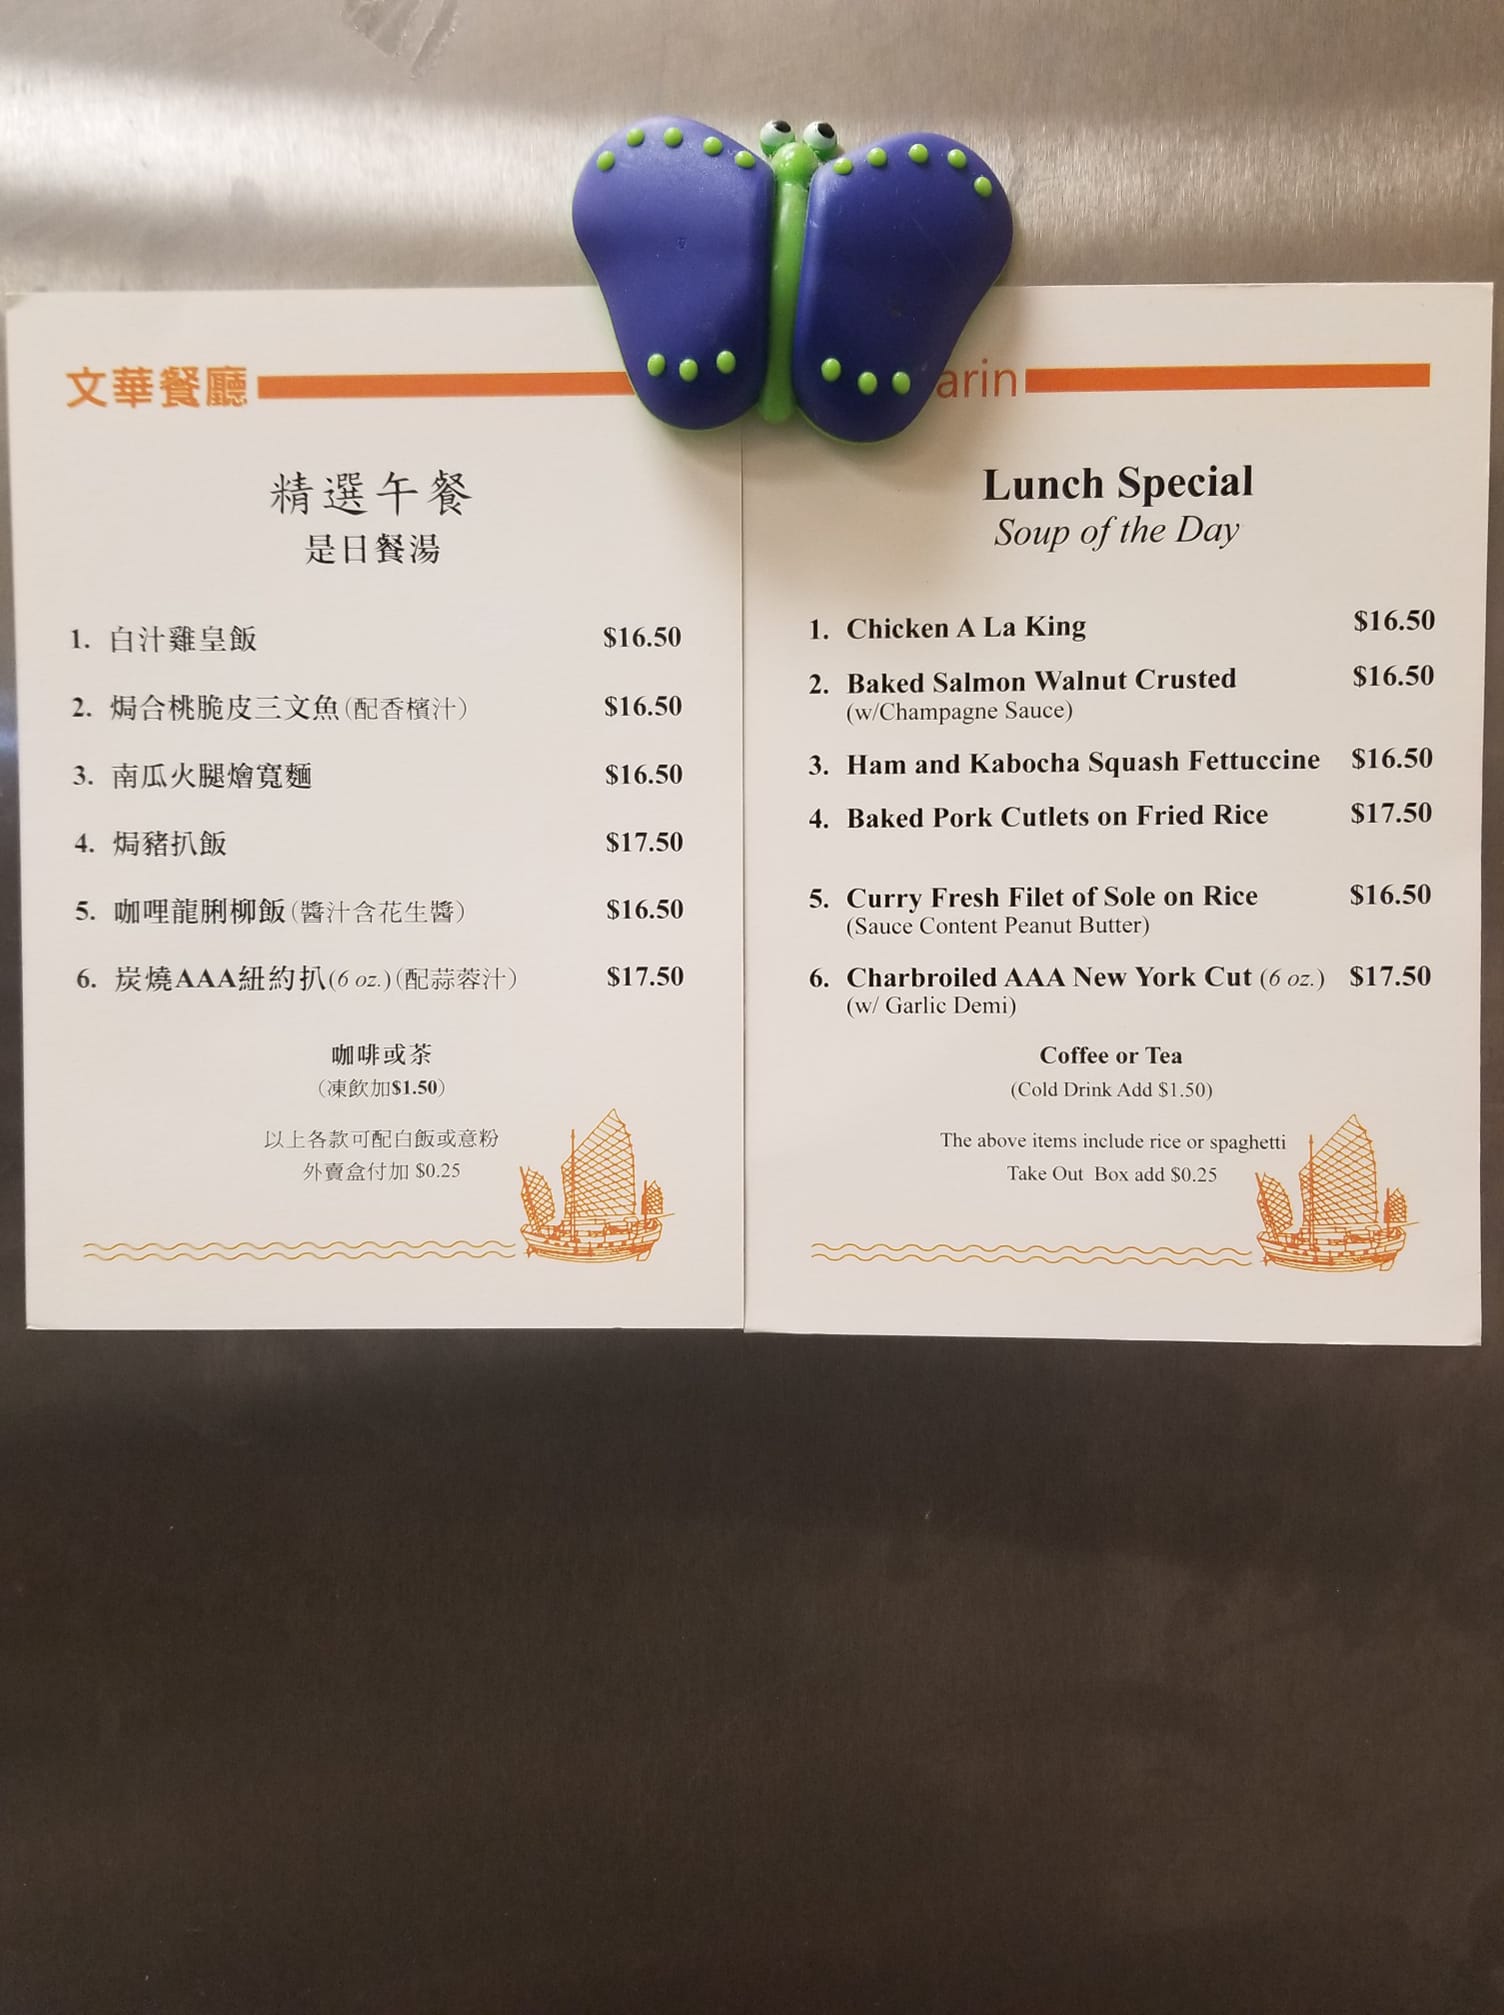 文華餐廳
精選午餐
是日餐湯
1. 白汁雞皇飯 $16.50
2. 焗合桃脆皮三文魚(配香檳汁) $16.50
3. 南瓜火腿燴寬麵 $16.50
4. 焗豬扒飯 $17.50
5. 咖哩龍脷柳飯(醬汁含花生醬) $16.50
6. 炭燒AAA紐約扒(6 oz.)(配蒜蓉汁) $17.50
咖啡或茶
(凍飲加$1.50)
以上各款可配白飯或意粉
外賣盒付加 $0.25
arin
Lunch Special
Soup of the Day
1. Chicken A La King $16.50
2. Baked Salmon Walnut Crusted $16.50
(w/Champagne Sauce)
3. Ham and Kabocha Squash Fettuccine $16.50
4. Baked Pork Cutlets on Fried Rice $17.50
5. Curry Fresh Filet of Sole on Rice $16.50
(Sauce Content Peanut Butter)
6. Charbroiled AAA New York Cut (6 oz.) $17.50
(w/ Garlic Demi)
Coffee or Tea
(Cold Drink Add $1.50)
The above items include rice or spaghetti
Take Out Box add $0.25